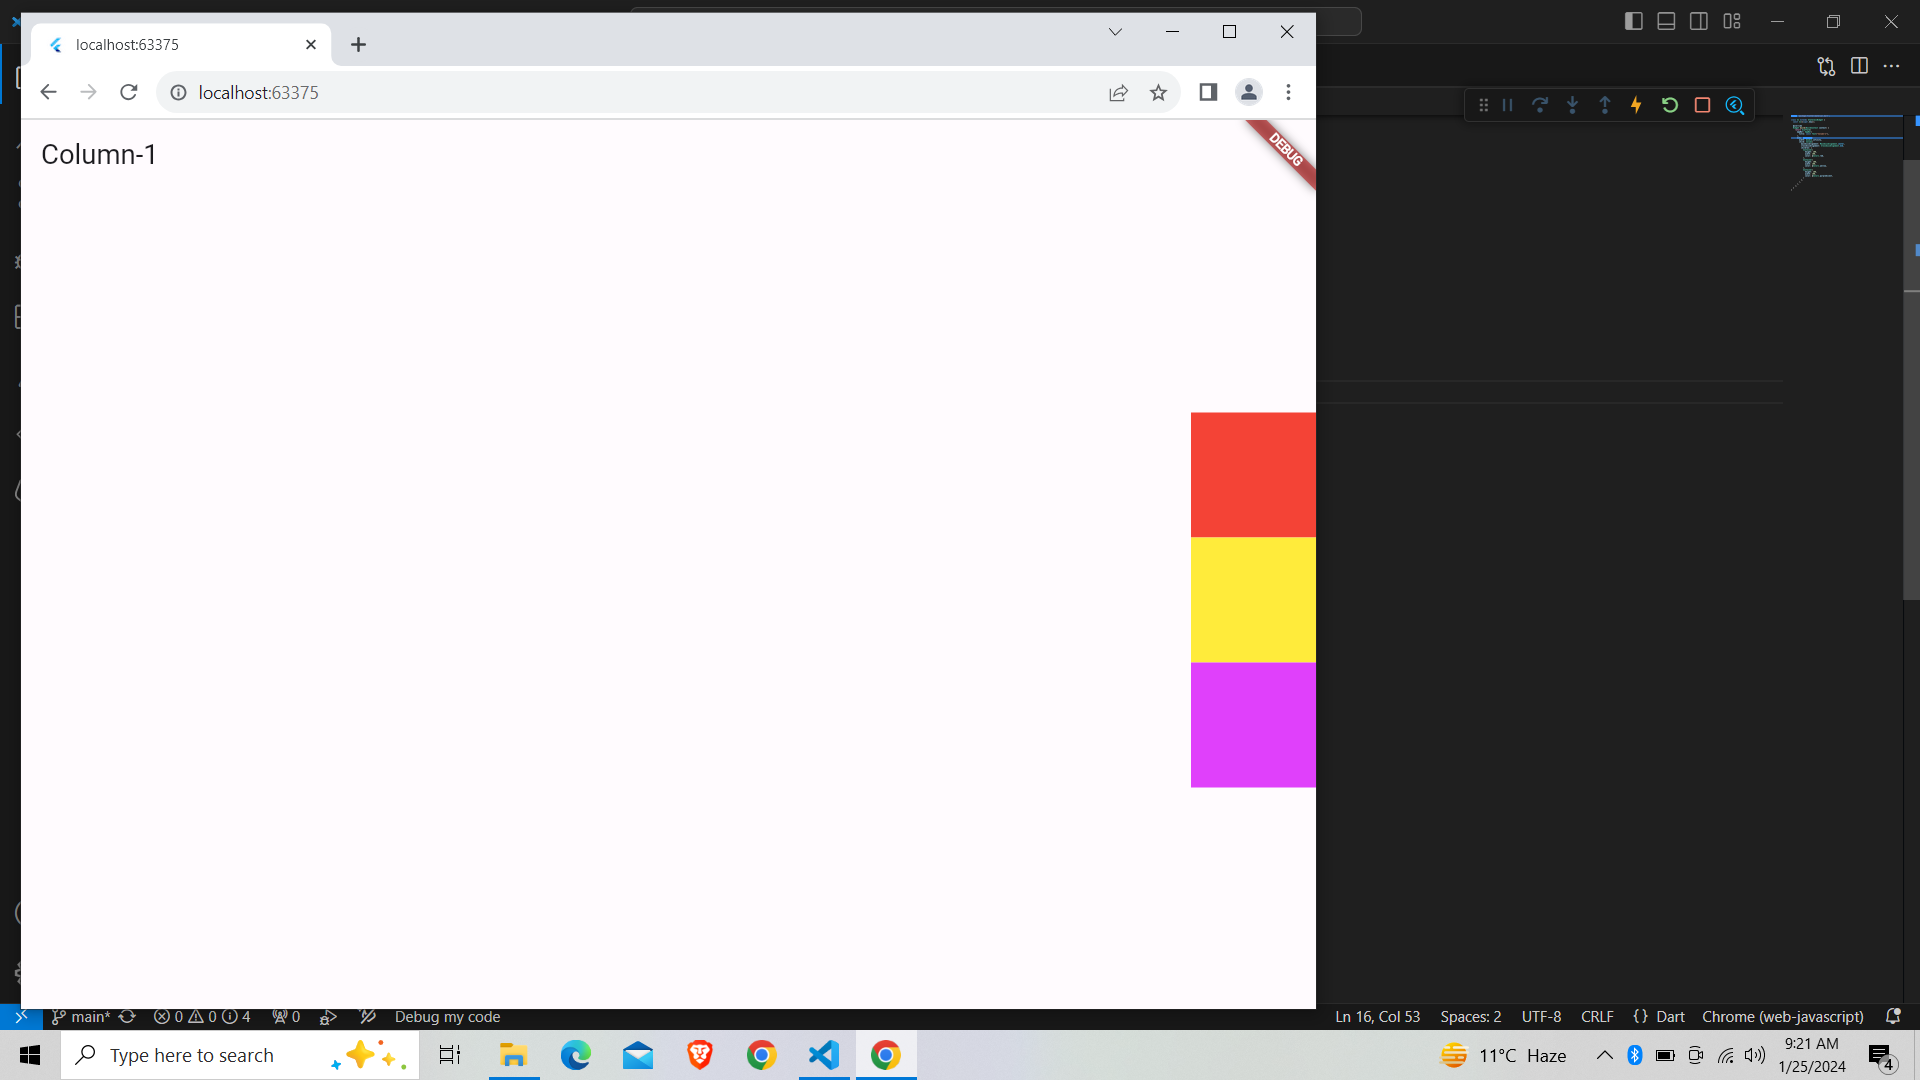 localhost:63375
localhost:63375
Column-1
DEBUG
main* 0 0 4 0 Debug my code
Ln 16, Col 53 Spaces: 2 UTF-8 CRLF {} Dart Chrome (web-javascript)
Type here to search
11°C Haze
9:21 AM
1/25/2024
4